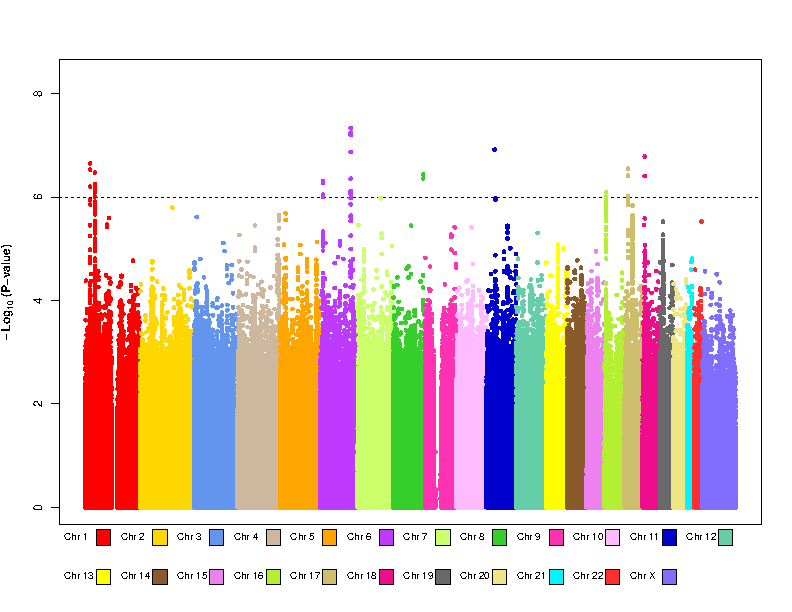 8
6
4
2
0
−Log10 (P−value)
Chr 1 Chr 2 Chr 3 Chr 4 Chr 5 Chr 6 Chr 7 Chr 8 Chr 9 Chr 10 Chr 11 Chr 12
Chr 13 Chr 14 Chr 15 Chr 16 Chr 17 Chr 18 Chr 19 Chr 20 Chr 21 Chr 22 Chr X